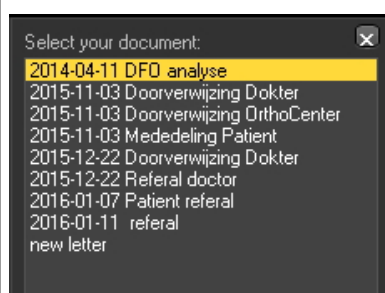 Select your document:
2014-04-11 DFO analyse
2015-11-03 Doorverwijzing Dokter
2015-11-03 Doorverwijzing OrthoCenter
2015-11-03 Mededeling Patient
2015-12-22 Doorverwijzing Dokter
2015-12-22 Referal doctor
2016-01-07 Patient referal
2016-01-11  referal
new letter